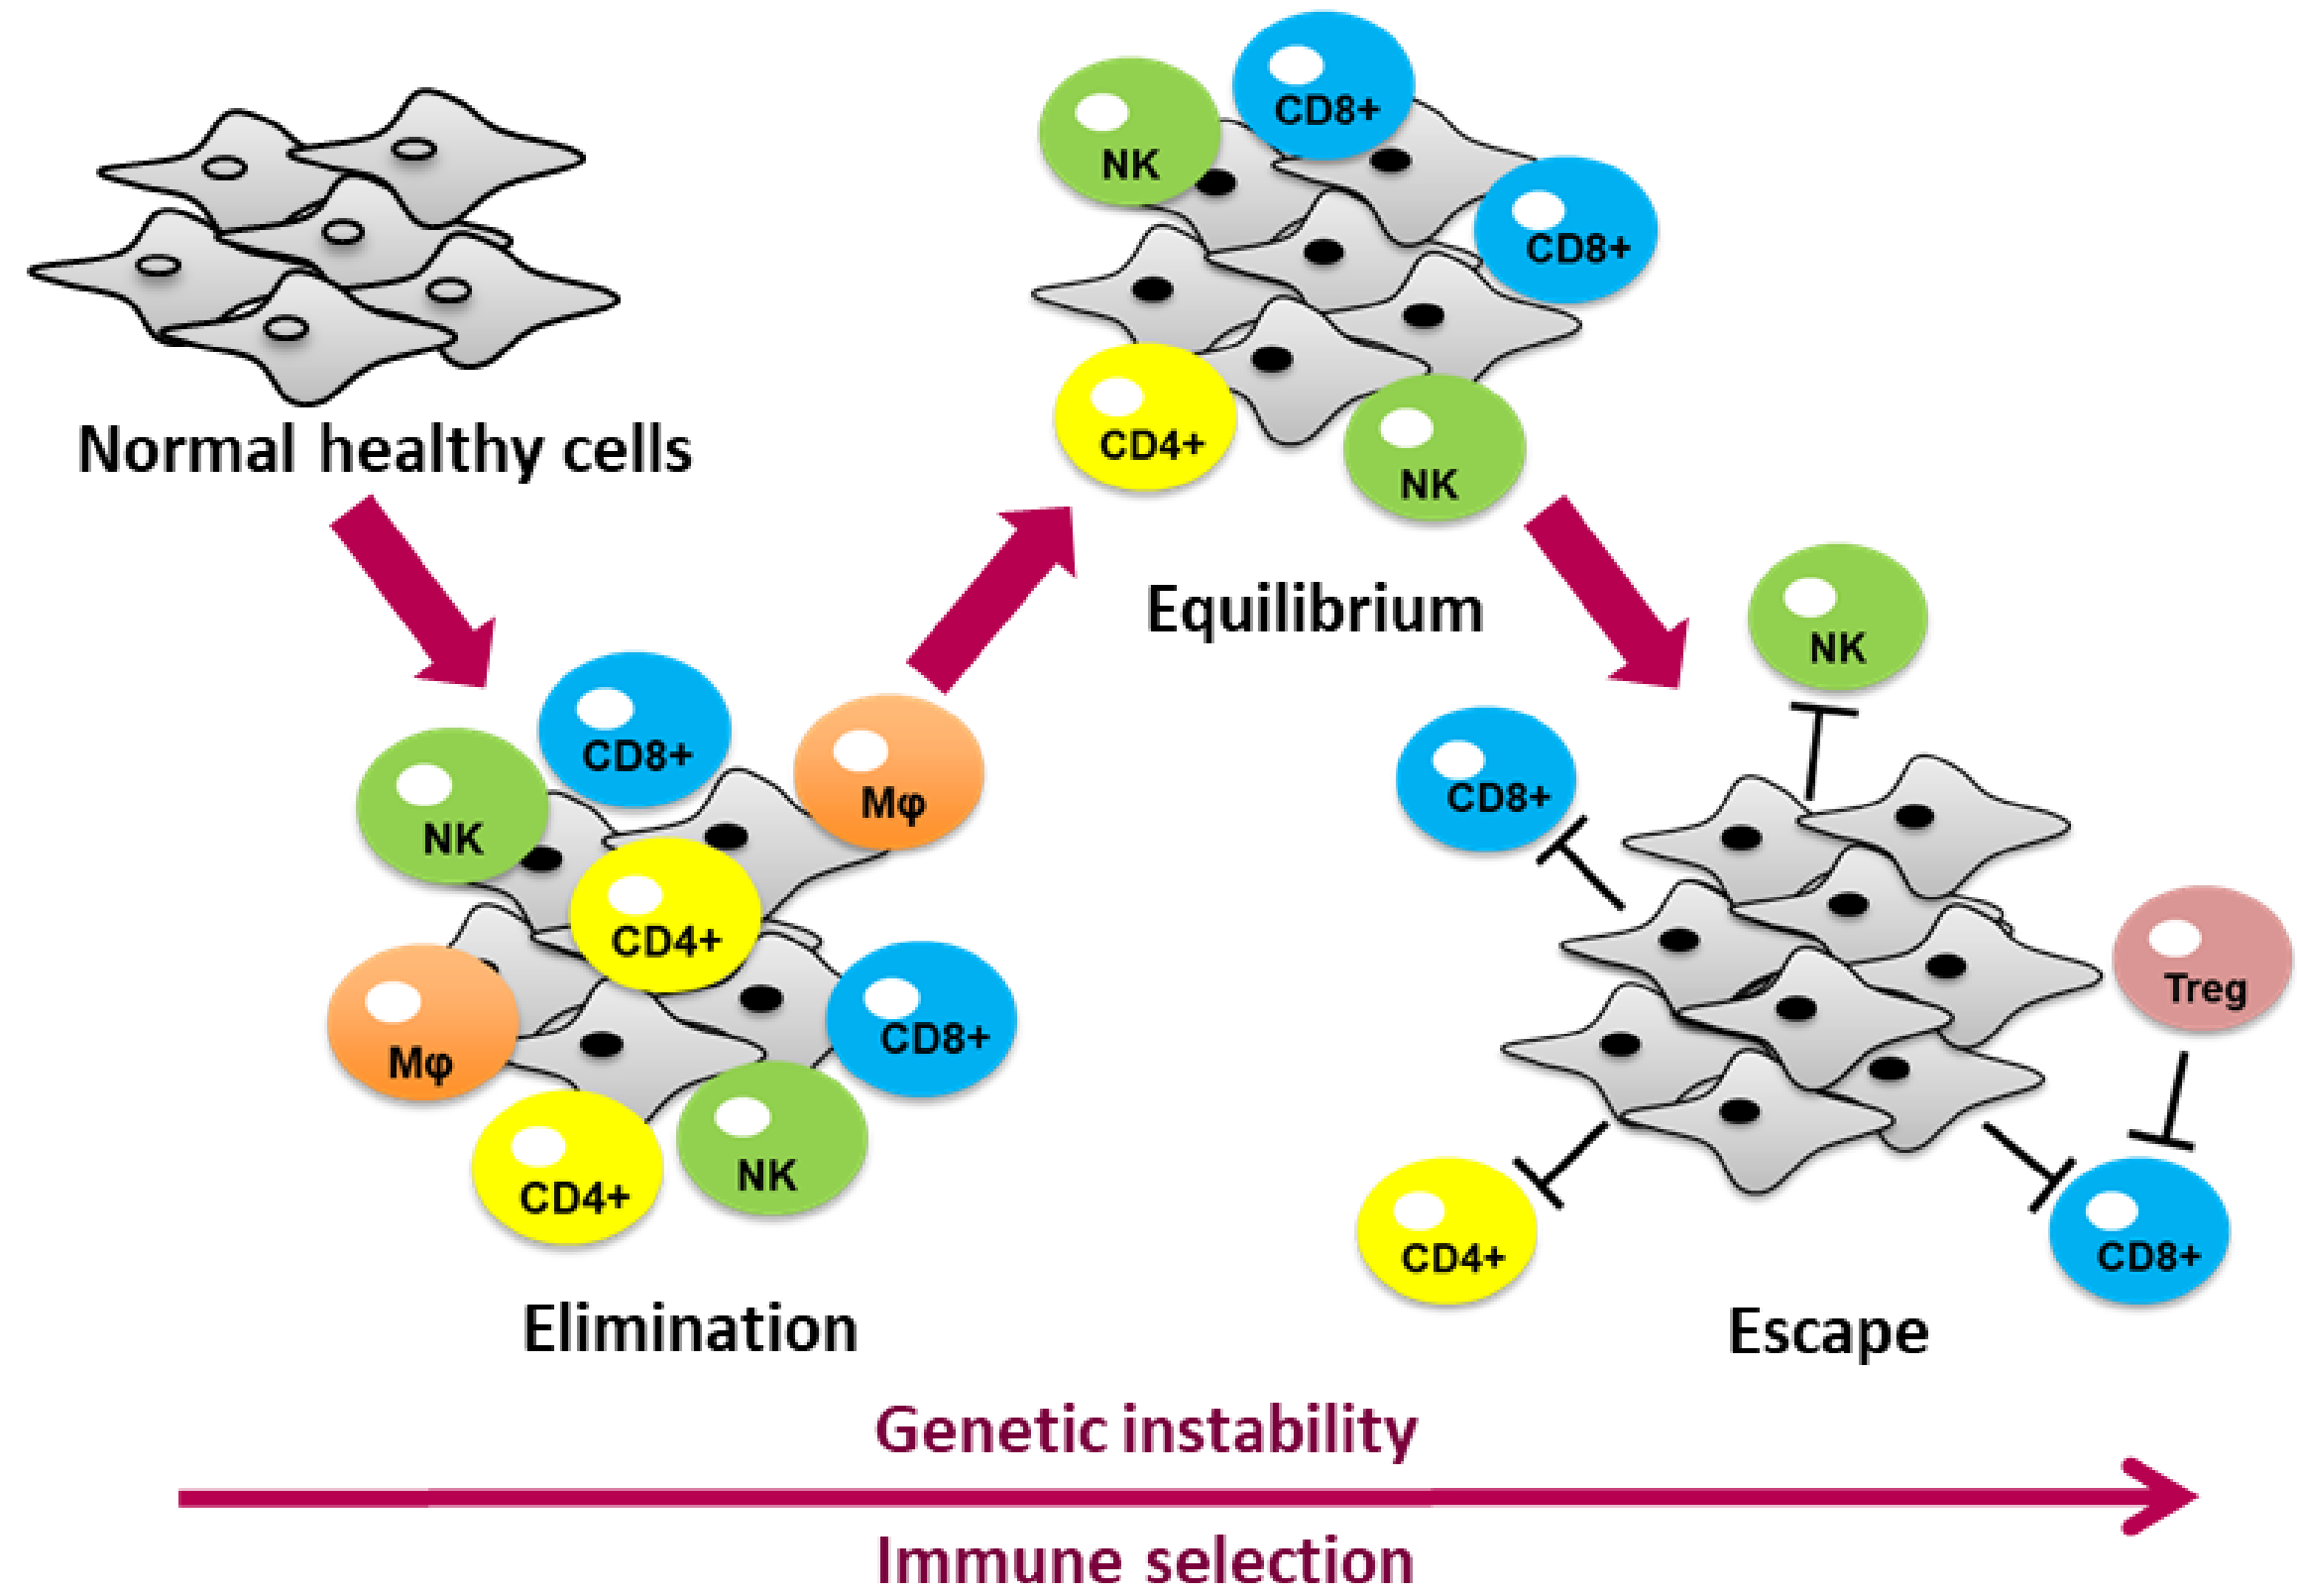 Normal healthy cells
NK
CD8+
CD8+
CD4+
NK
Equilibrium
NK
CD8+
Mφ
CD4+
Mφ
CD8+
CD4+
NK
Elimination
NK
CD8+
Treg
CD4+
CD8+
Escape
Genetic instability
Immune selection